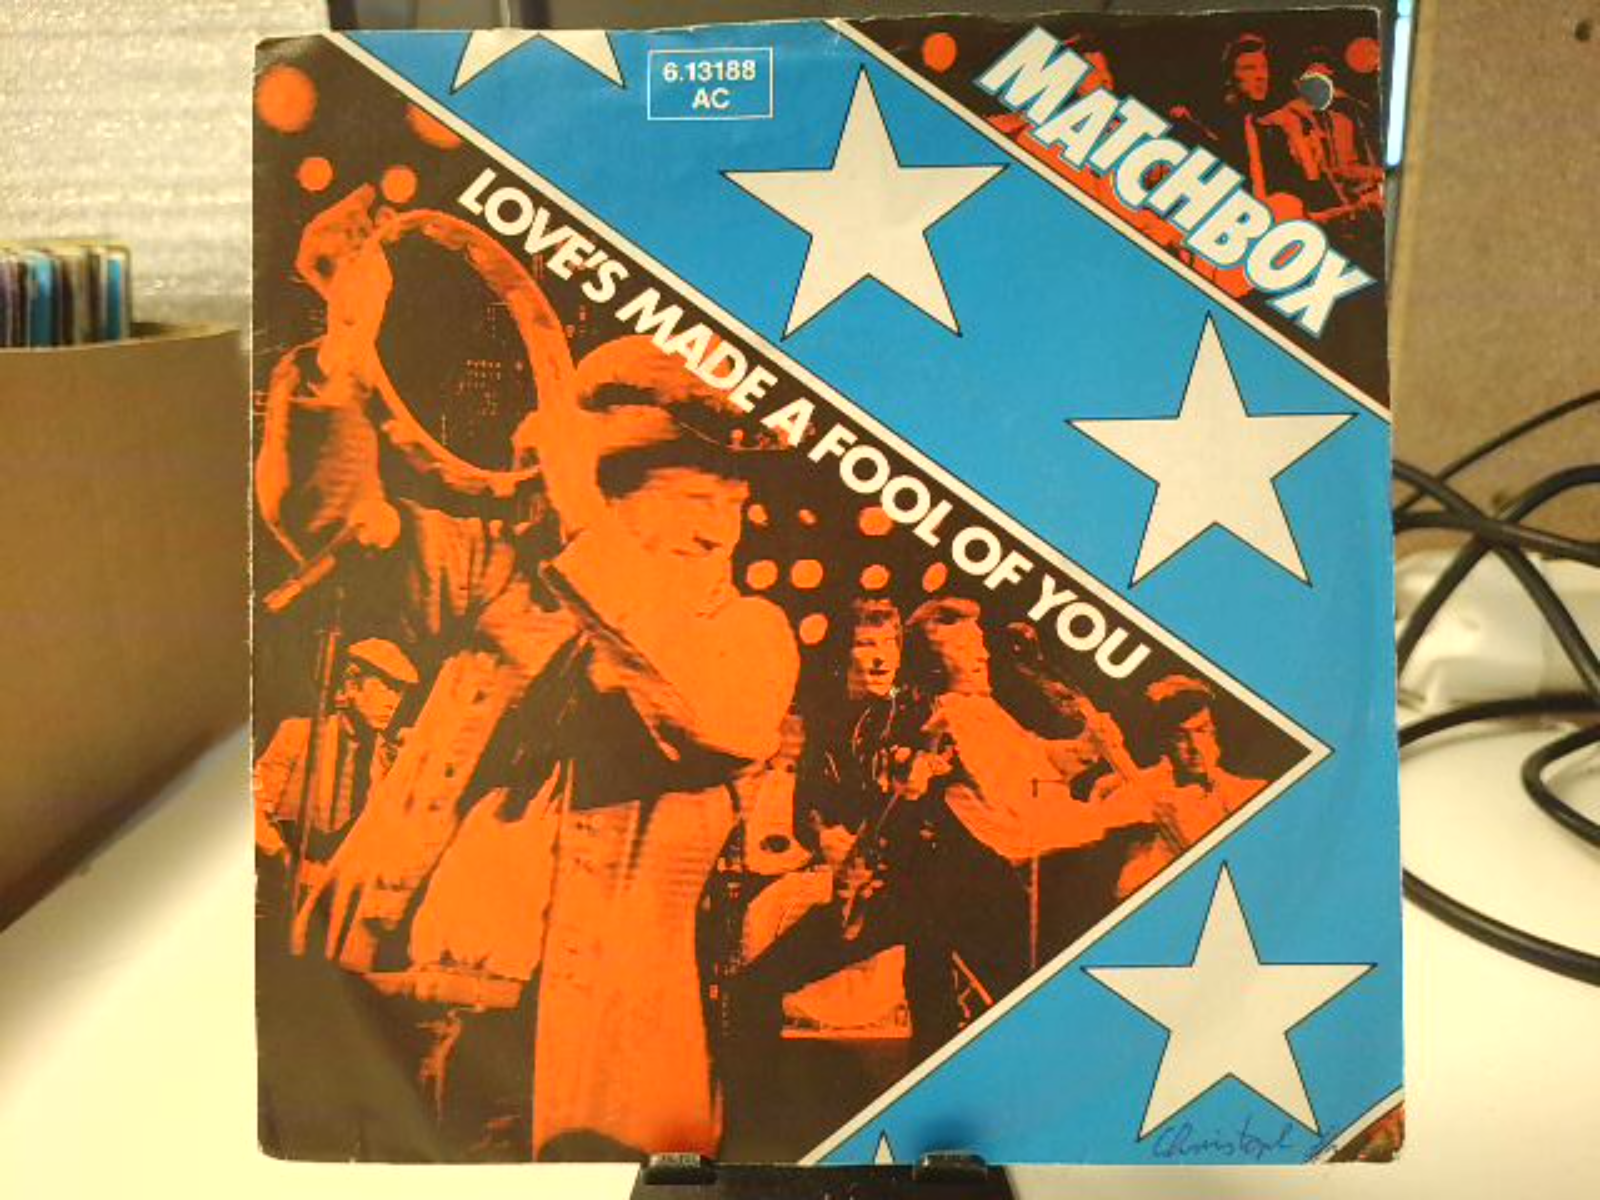 6.13188
AC
MATCHBOX
LOVE'S MADE A FOOL OF YOU
Christoph